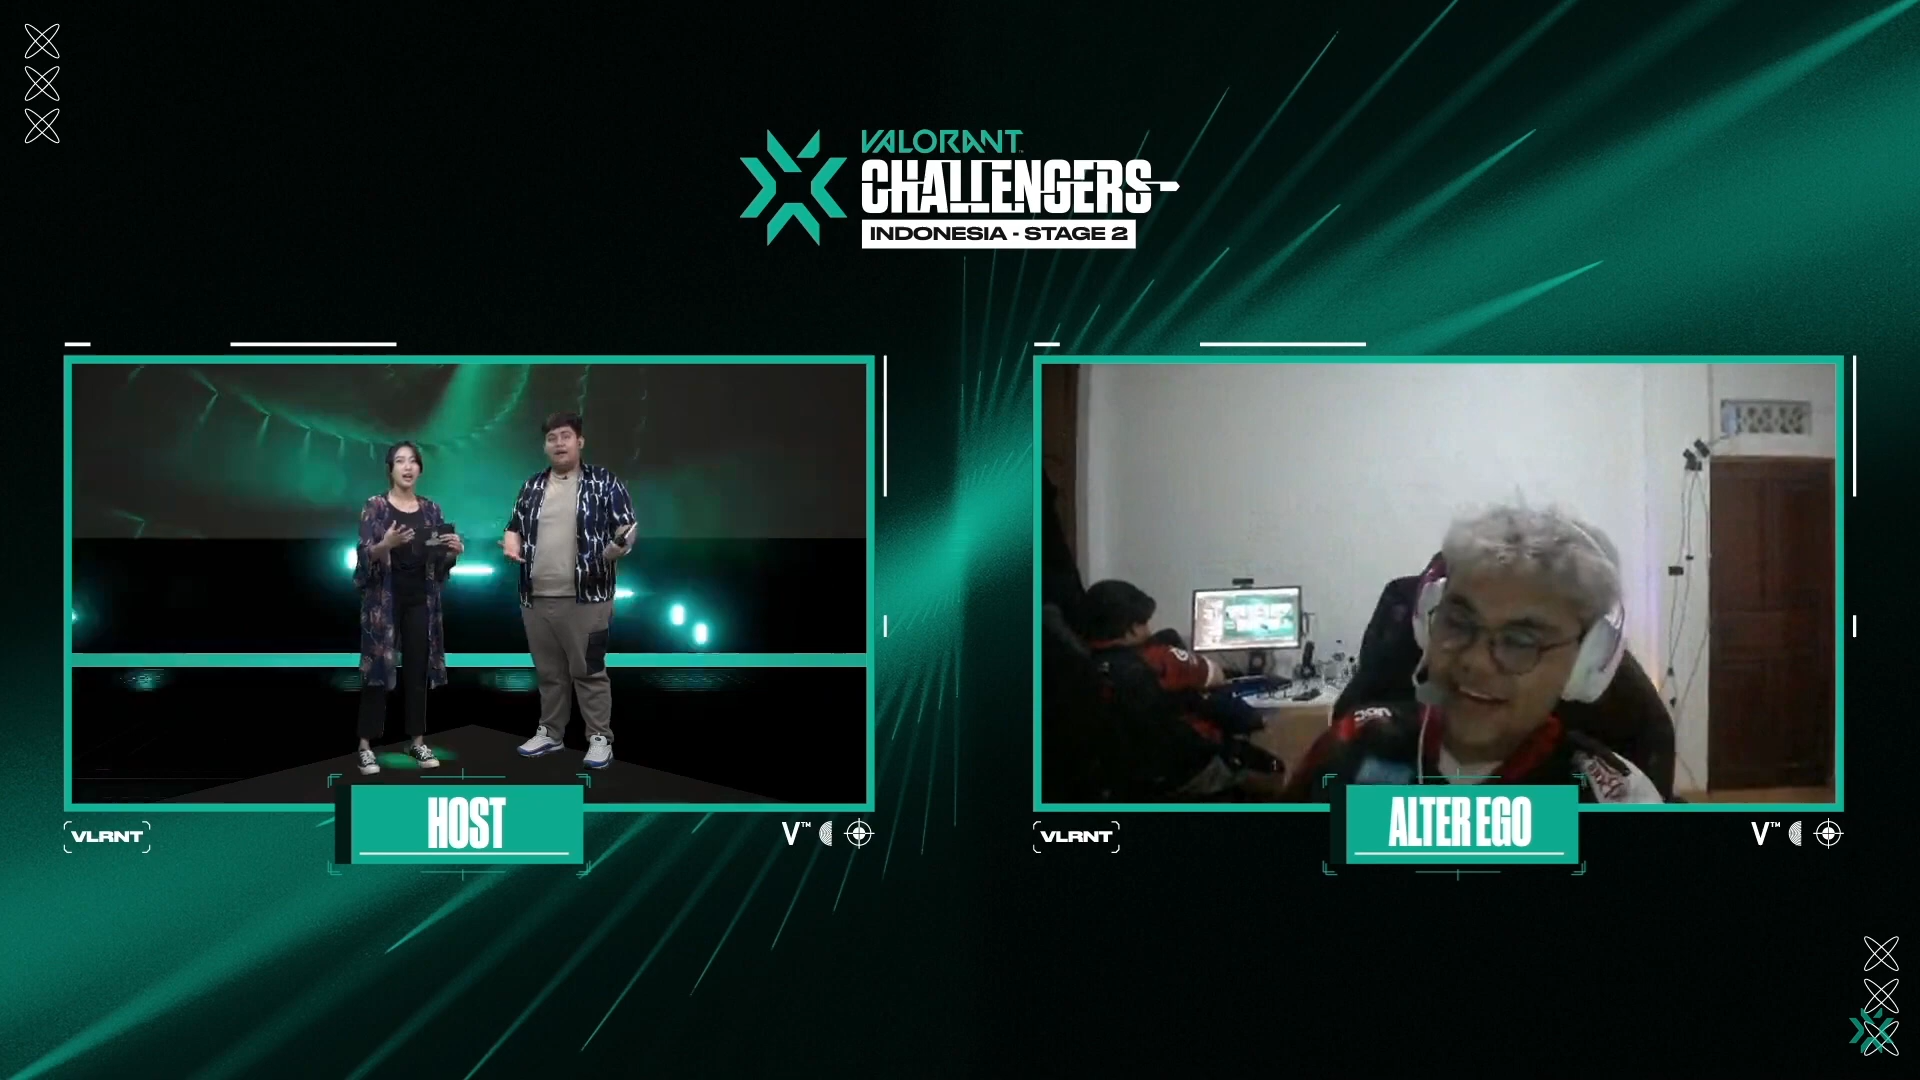 VALORANT
CHALLENGERS
INDONESIA - STAGE 2
HOST
VLRNT
V™
ALTER EGO
VLRNT
V™